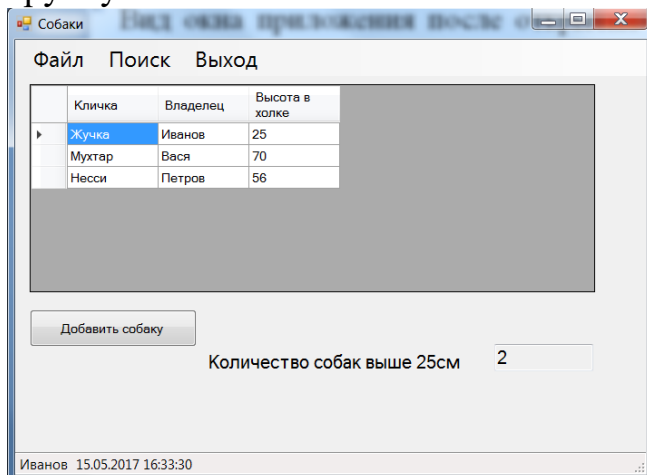 Собаки
Файл Поиск Выход
Кличка Владелец Высота в холке
Жучка Иванов 25
Мухтар Вася 70
Несси Петров 56
Добавить собаку
Количество собак выше 25см 2
Иванов 15.05.2017 16:33:30